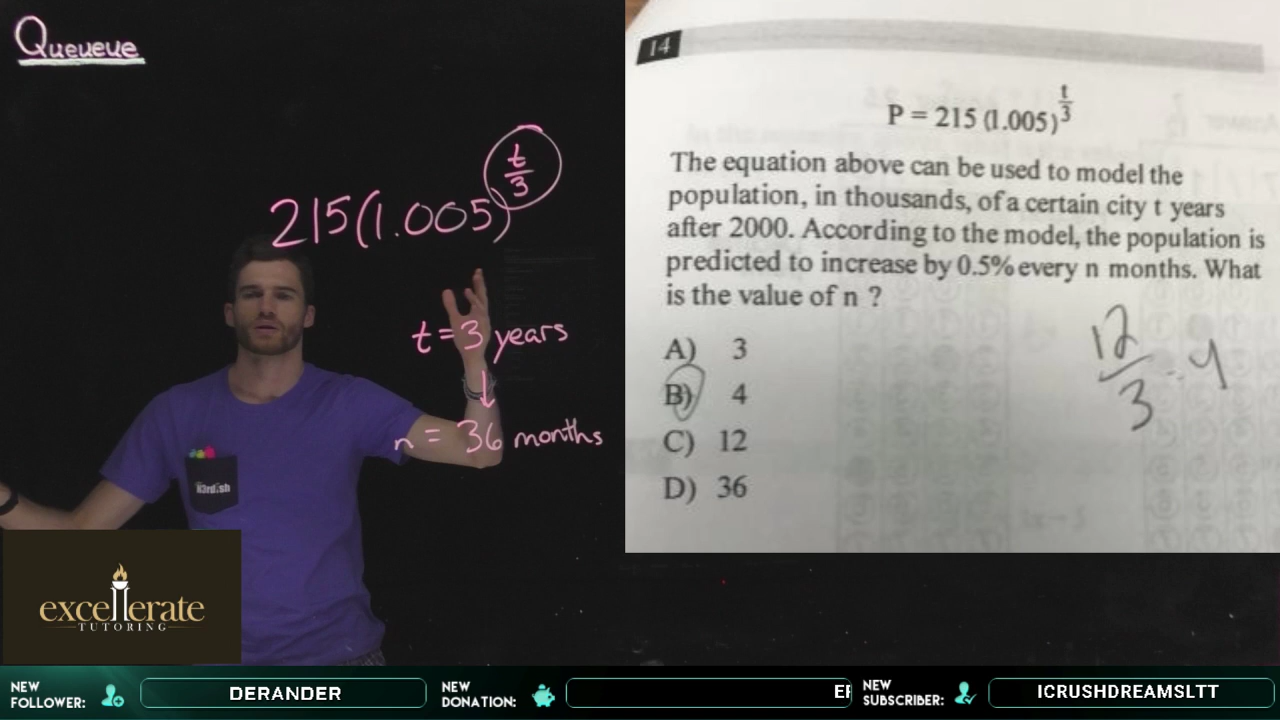 Queueue
215(1.005)^(t/3)
t = 3 years
n = 36 months
N3rdish
excellerate
TUTORING
14
P = 215 (1.005)^(t/3)
The equation above can be used to model the
population, in thousands, of a certain city t years
after 2000. According to the model, the population is
predicted to increase by 0.5% every n months. What
is the value of n ?
A) 3
B) 4
C) 12
D) 36
12
3
4
NEW
FOLLOWER:
DERANDER
NEW
DONATION:
NEW
SUBSCRIBER:
ICRUSHDREAMSLTT